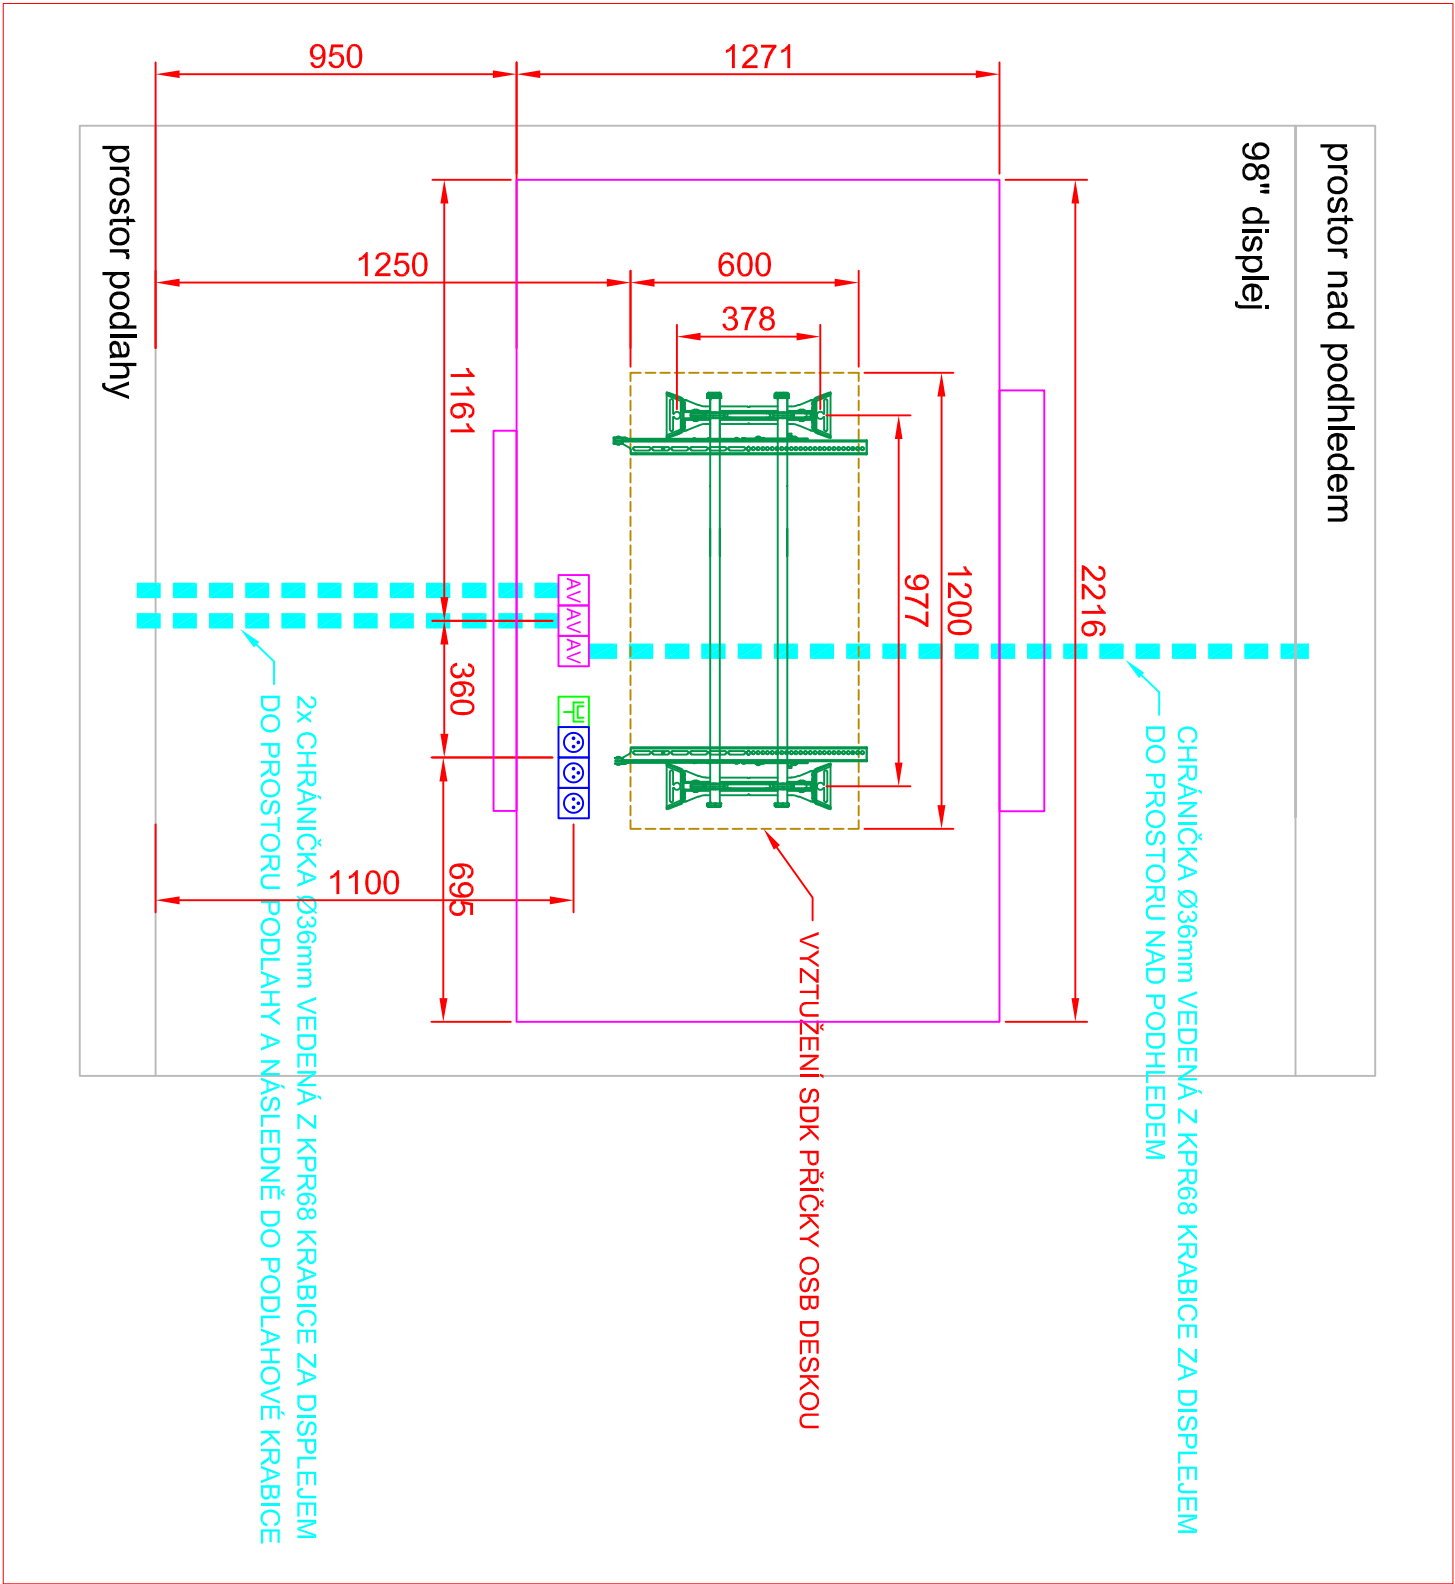 prostor nad podhledem
98" displej
2216
CHRÁNIČKA Ø36mm VEDENÁ Z KPR68 KRABICE ZA DISPLEJEM
DO PROSTORU NAD PODHLEDEM
1200
977
1271
600
378
VYZTUŽENÍ SDK PŘÍČKY OSB DESKOU
AV
AV
AV
1161
360
695
950
1250
1100
2x CHRÁNIČKA Ø36mm VEDENÁ Z KPR68 KRABICE ZA DISPLEJEM
DO PROSTORU PODLAHY A NÁSLEDNĚ DO PODLAHOVÉ KRABICE
prostor podlahy